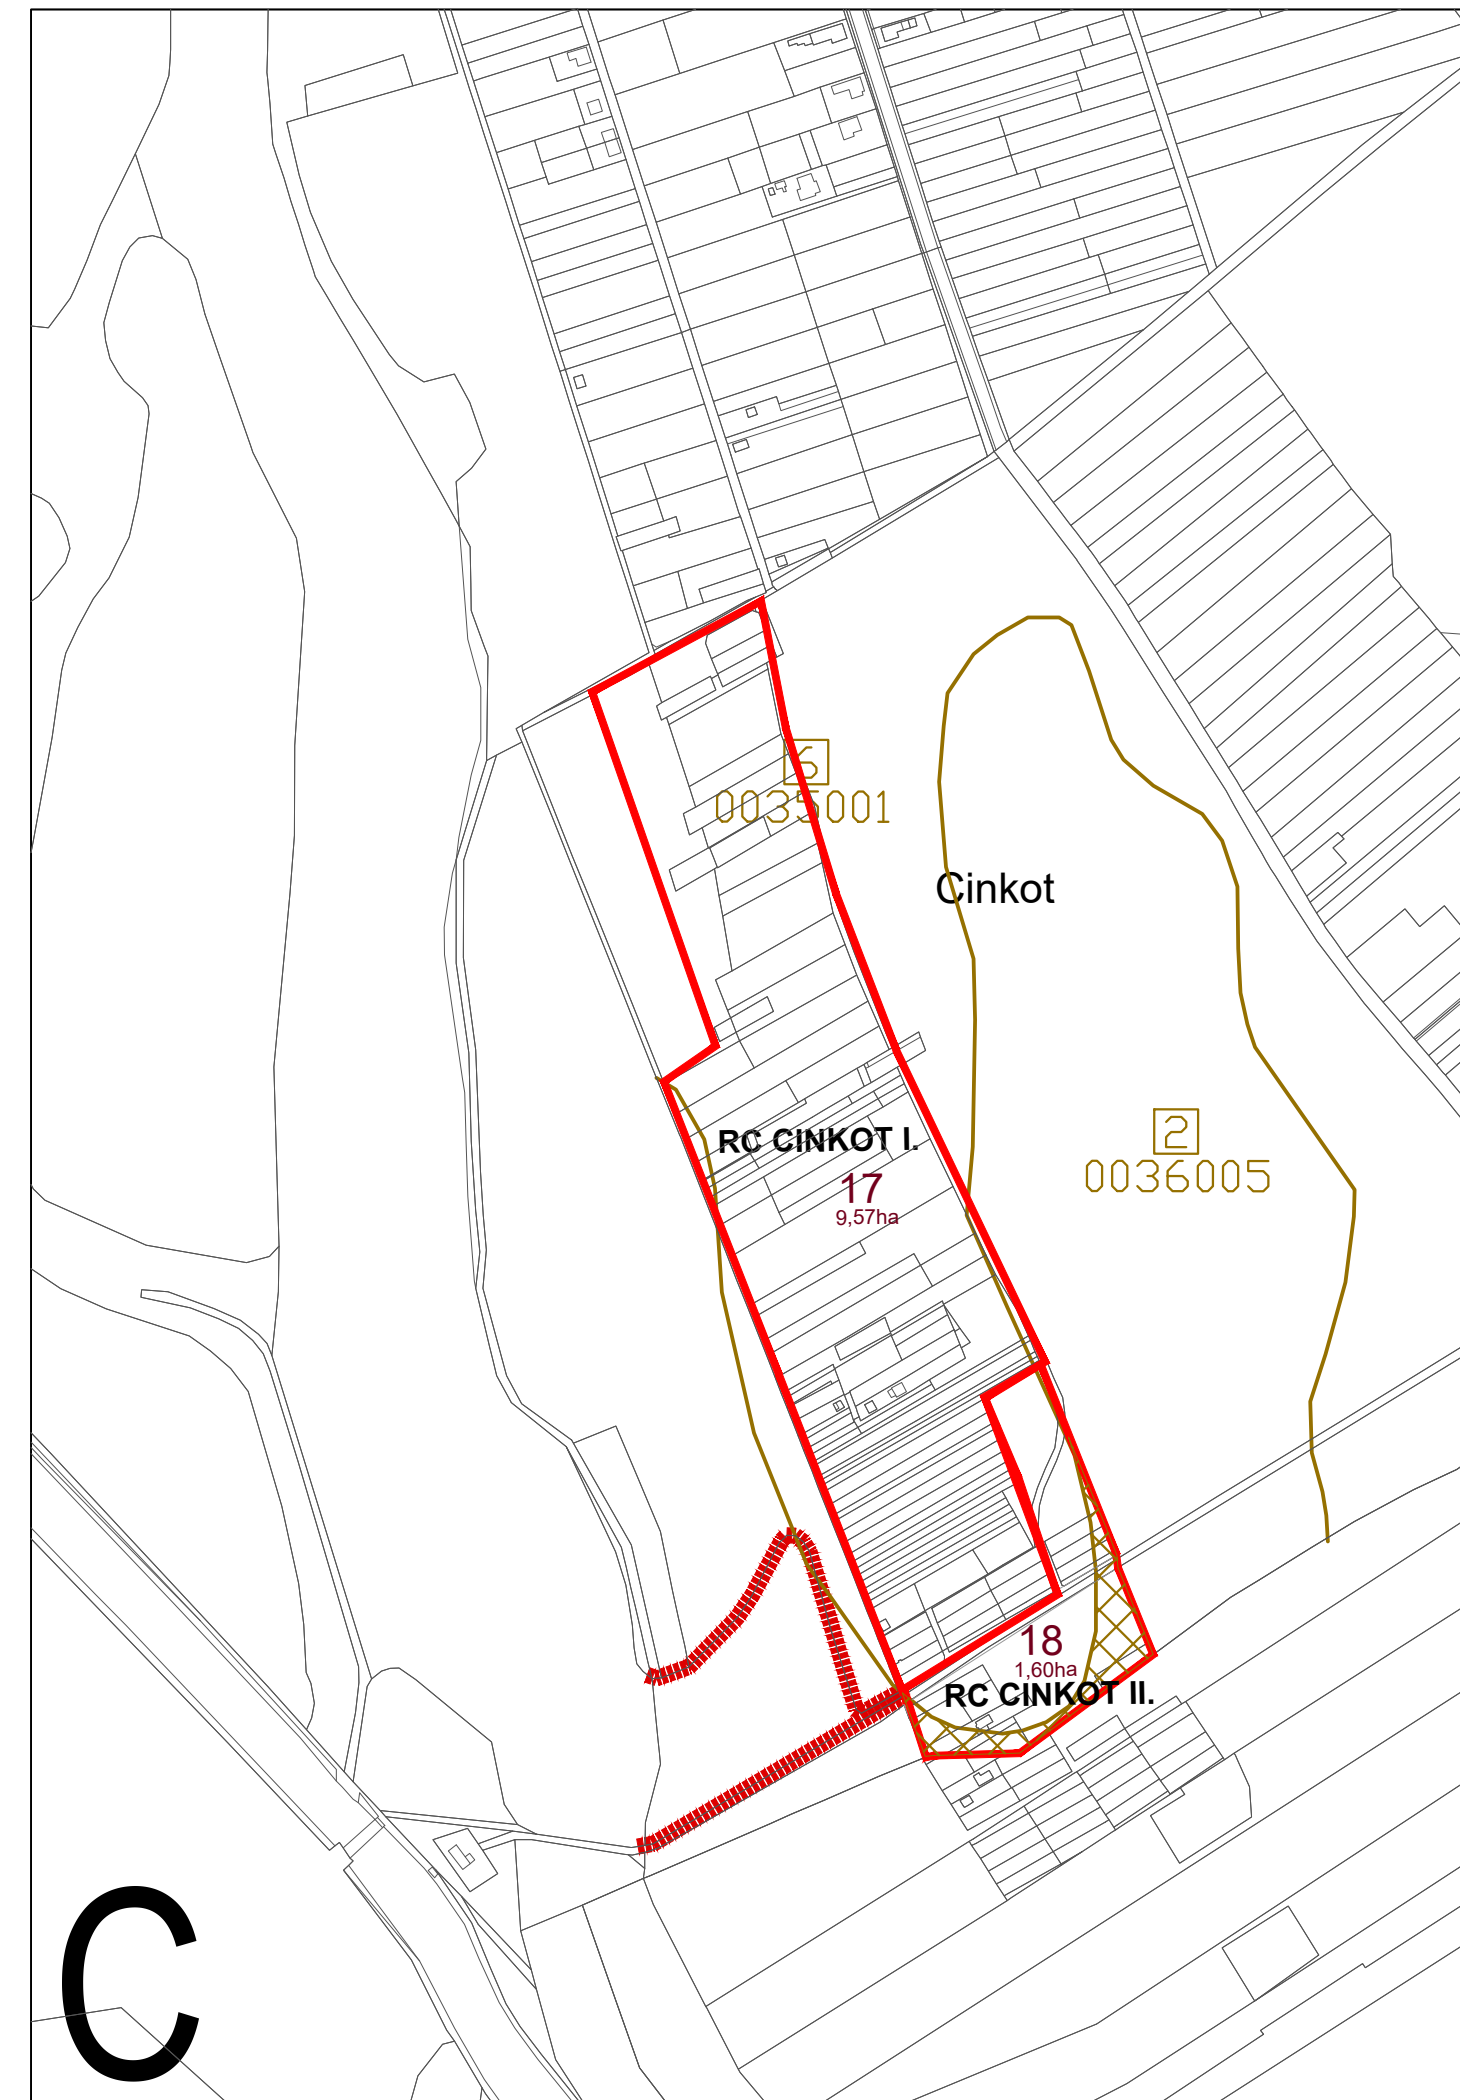 6
0035001
Cinkot
2
0036005
RC CINKOT I.
17
9,57ha
18
1,60ha
RC CINKOT II.
C